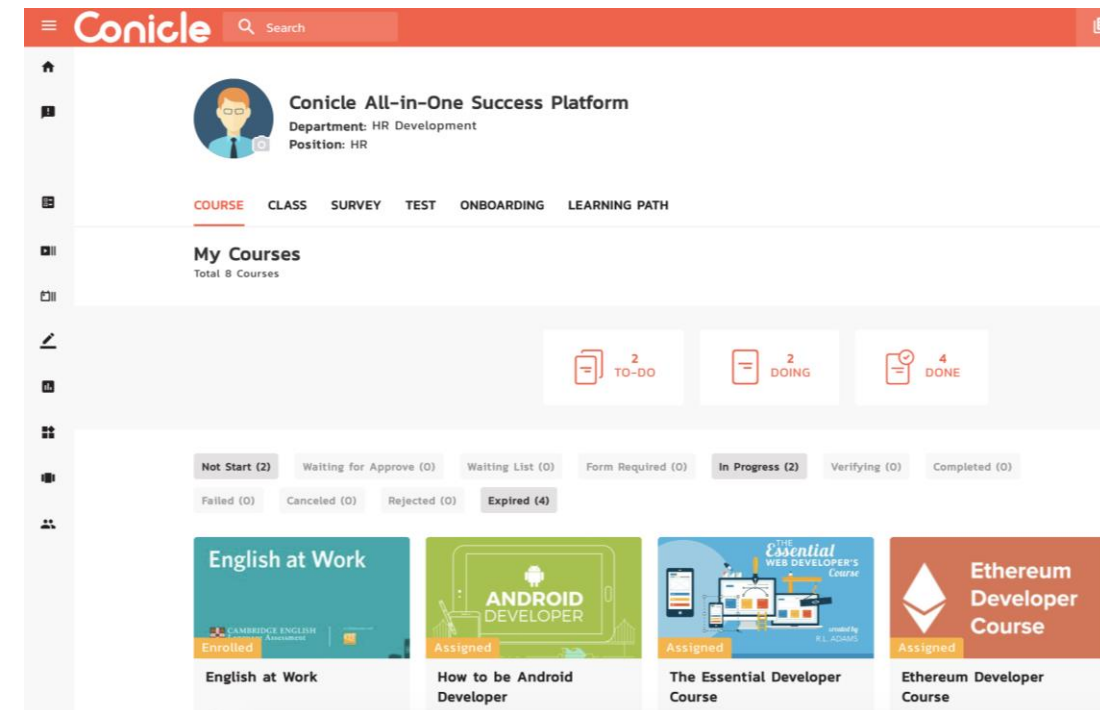 Conicle
Search
Conicle All-in-One Success Platform
Department: HR Development
Position: HR
COURSE CLASS SURVEY TEST ONBOARDING LEARNING PATH
My Courses
Total 8 Courses
2
TO-DO
2
DOING
4
DONE
Not Start (2) Waiting for Approve (0) Waiting List (0) Form Required (0) In Progress (2) Verifying (0) Completed (0)
Failed (0) Canceled (0) Rejected (0) Expired (4)
English at Work
CAMBRIDGE ENGLISH
Language Assessment
Enrolled
English at Work
ANDROID
DEVELOPER
Assigned
How to be Android
Developer
THE
Essential
WEB DEVELOPER'S
Course
created by
R.L. ADAMS
Assigned
The Essential Developer
Course
Ethereum
Developer
Course
Assigned
Ethereum Developer
Course